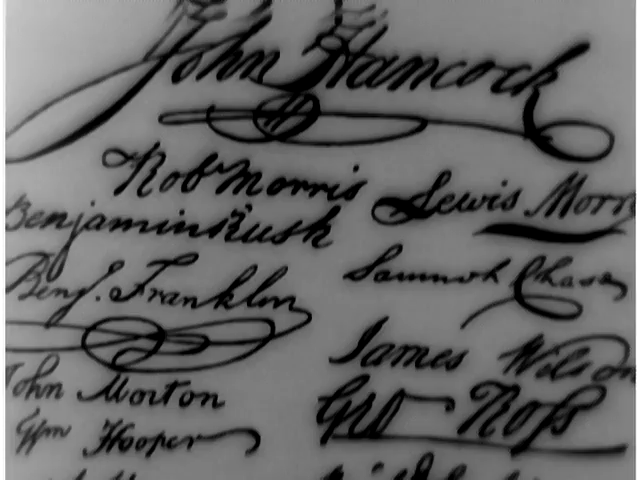 John Hancock
Robt Morris
Lewis Morri
Benjamin Rush
Benj. Franklin
Samuel Chase
John Morton
James Wilson
Geo Ross
Wm Hooper